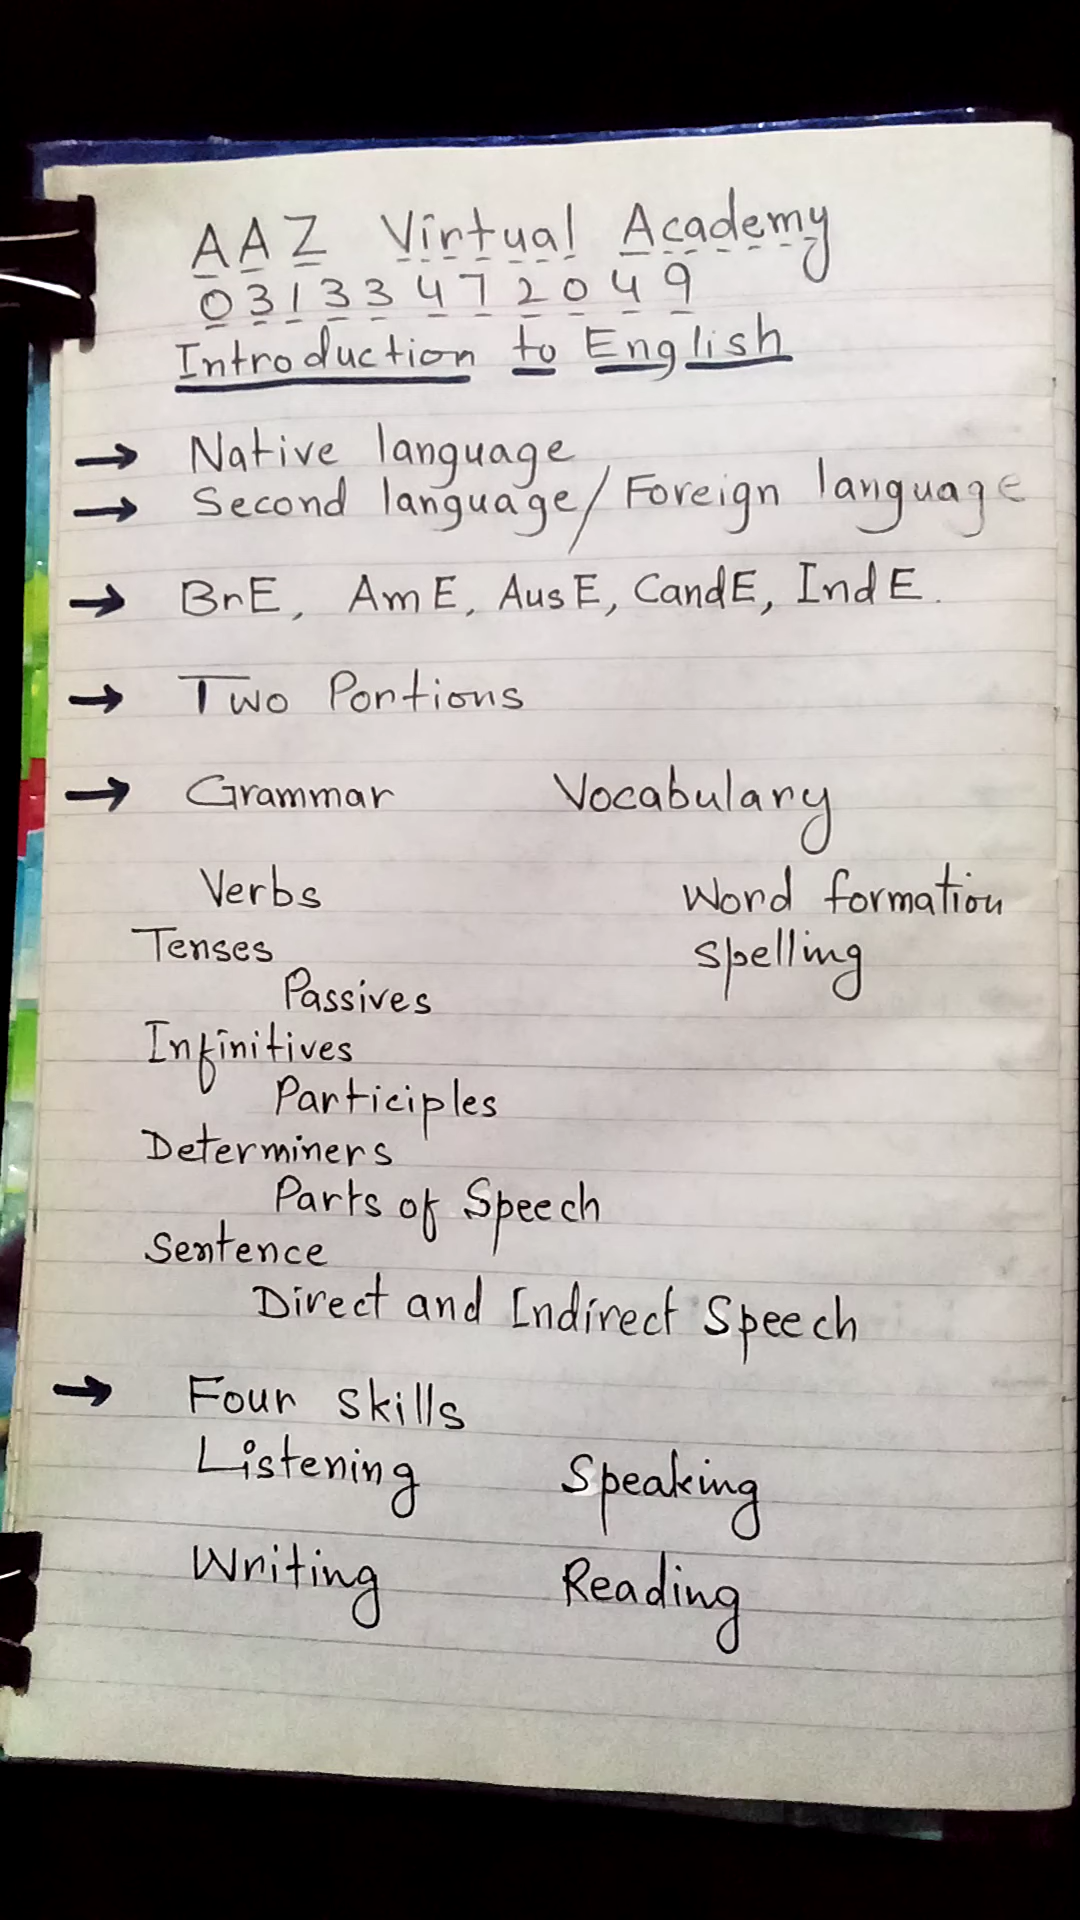 AAZ Virtual Academy
03133472049
Introduction to English
→ Native language
→ Second language/Foreign language
→ BrE, AmE, AusE, CandE, IndE.
→ Two Portions
→ Grammar Vocabulary
Verbs Word formation
Tenses spelling
Passives
Infinitives
Participles
Determiners
Parts of Speech
Sentence
Direct and Indirect Speech
→ Four skills
Listening Speaking
Writing Reading